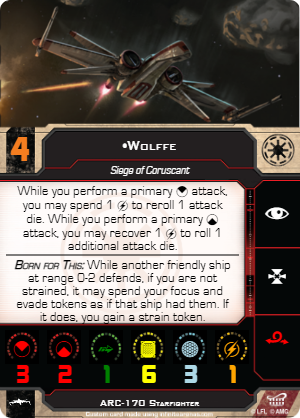 4
•Wolffe
Siege of Coruscant
While you perform a primary attack,
you may spend 1 to reroll 1 attack
die. While you perform a primary
attack, you may recover 1 to roll 1
additional attack die.
Born for This: While another friendly ship
at range 0-2 defends, if you are not
strained, it may spend your focus and
evade tokens as if that ship had them. If
it does, you gain a strain token.
3 2 1 6 3 1
ARC-170 Starfighter
Custom card made using infinitearenas.com
© LFL © AMG